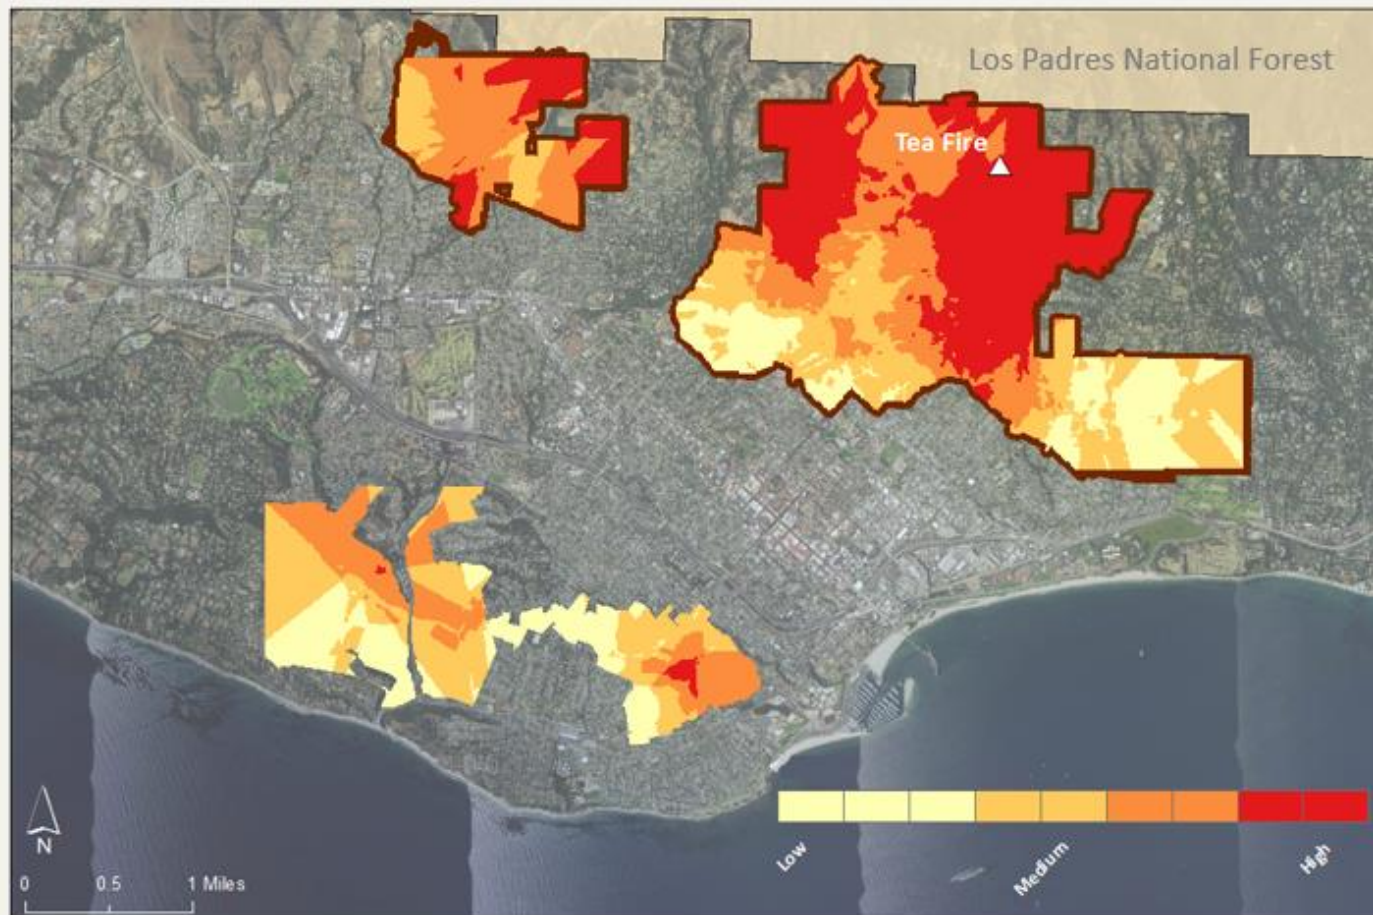 Los Padres National Forest
Tea Fire
Low
Medium
High
N
0 0.5 1 Miles